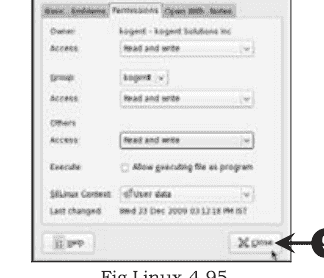 Basic Emblems Permissions Open With Notes
Owner: kogent - kogent Solutions Inc
Access: Read and write
Group: kogent
Access: Read and write
Others
Access: Read and write
Execute: Allow executing file as program
SELinux Context: User data
Last changed: Wed 23 Dec 2009 03:12:18 PM IST
Help Close
Fig.Linux-4.95